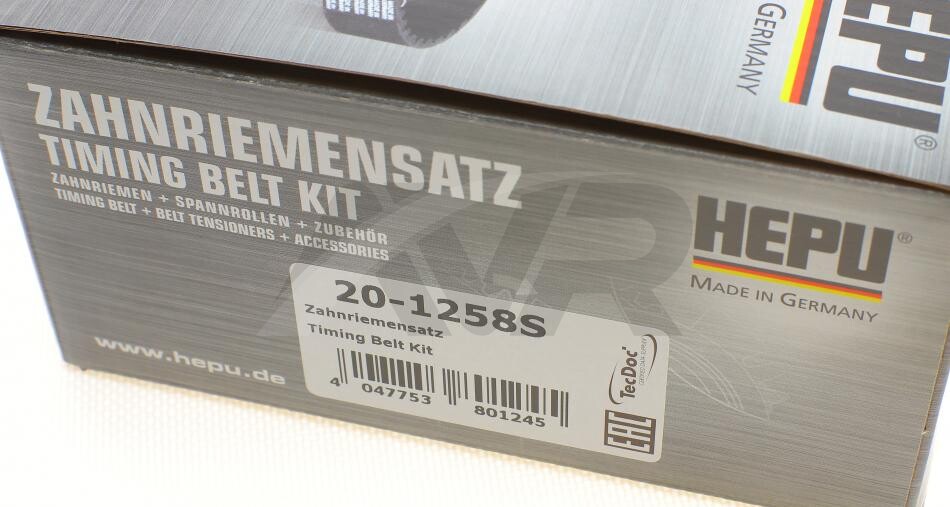 HEPU®
GERMANY
ZAHNRIEMENSATZ
TIMING BELT KIT
ZAHNRIEMEN + SPANNROLLEN + ZUBEHÖR
TIMING BELT + BELT TENSIONERS + ACCESSORIES
HEPU®
MADE IN GERMANY
20-1258S
Zahnriemensatz
Timing Belt Kit
4 047753 801245
TecDoc
EAC
www.hepu.de